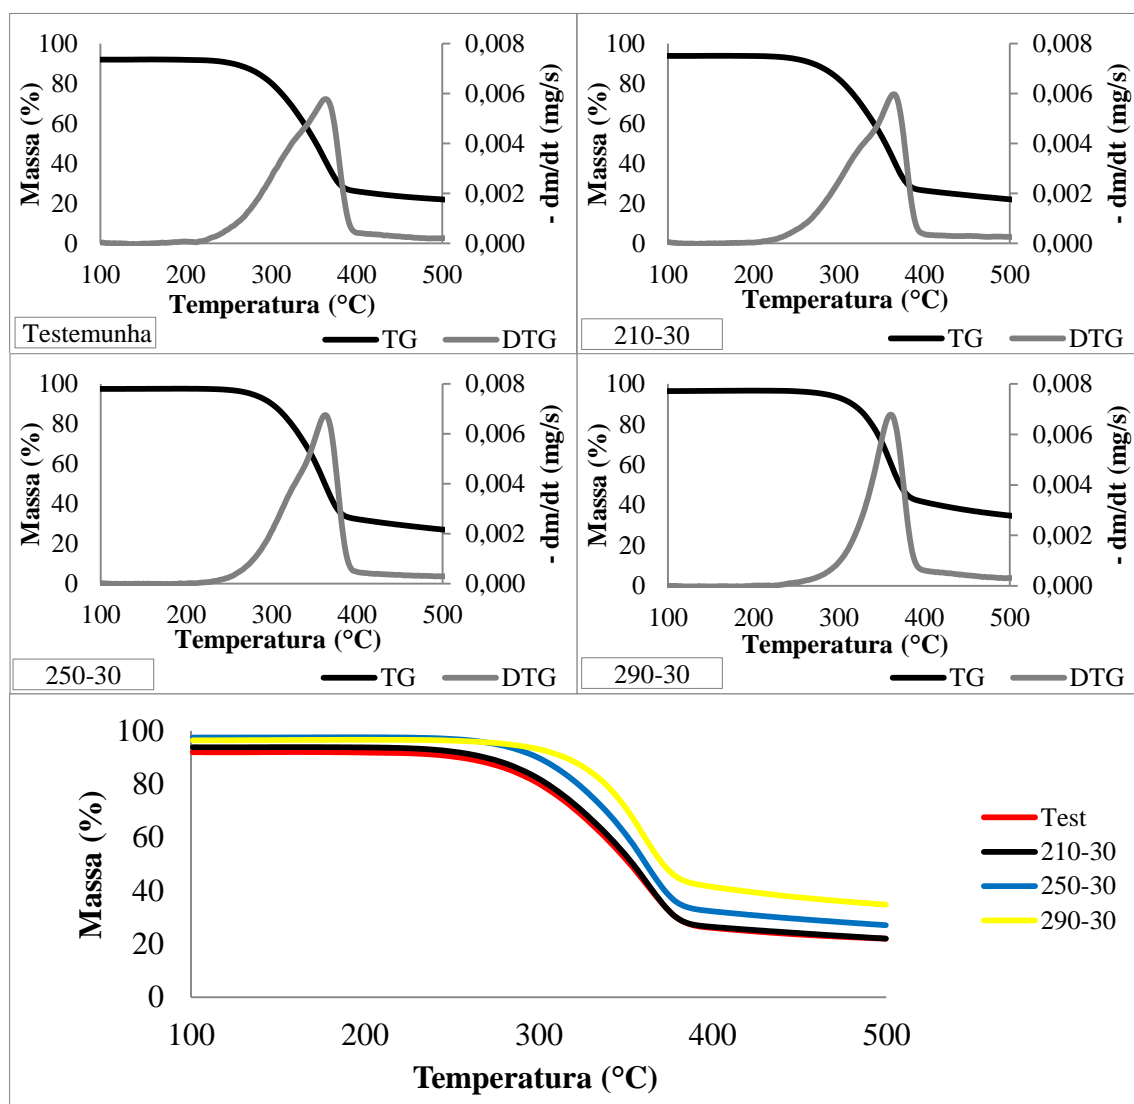 100
80
60
40
20
0
Massa (%)
0,008
0,006
0,004
0,002
0,000
- dm/dt (mg/s)
100 200 300 400 500
Temperatura (°C)
Testemunha
TG DTG
100
80
60
40
20
0
Massa (%)
0,008
0,006
0,004
0,002
0,000
- dm/dt (mg/s)
100 200 300 400 500
Temperatura (°C)
210-30
TG DTG
100
80
60
40
20
0
Massa (%)
0,008
0,006
0,004
0,002
0,000
- dm/dt (mg/s)
100 200 300 400 500
Temperatura (°C)
250-30
TG DTG
100
80
60
40
20
0
Massa (%)
0,008
0,006
0,004
0,002
0,000
- dm/dt (mg/s)
100 200 300 400 500
Temperatura (°C)
290-30
TG DTG
100
80
60
40
20
0
Massa (%)
100 200 300 400 500
Temperatura (°C)
Test
210-30
250-30
290-30